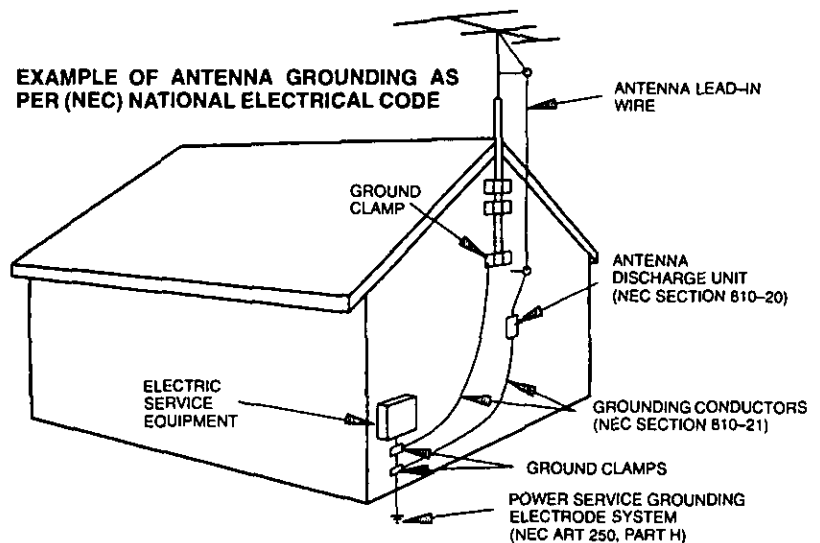 EXAMPLE OF ANTENNA GROUNDING AS
PER (NEC) NATIONAL ELECTRICAL CODE
ANTENNA LEAD-IN
WIRE
GROUND
CLAMP
ANTENNA
DISCHARGE UNIT
(NEC SECTION 810-20)
ELECTRIC
SERVICE
EQUIPMENT
GROUNDING CONDUCTORS
(NEC SECTION 810-21)
GROUND CLAMPS
POWER SERVICE GROUNDING
ELECTRODE SYSTEM
(NEC ART 250, PART H)